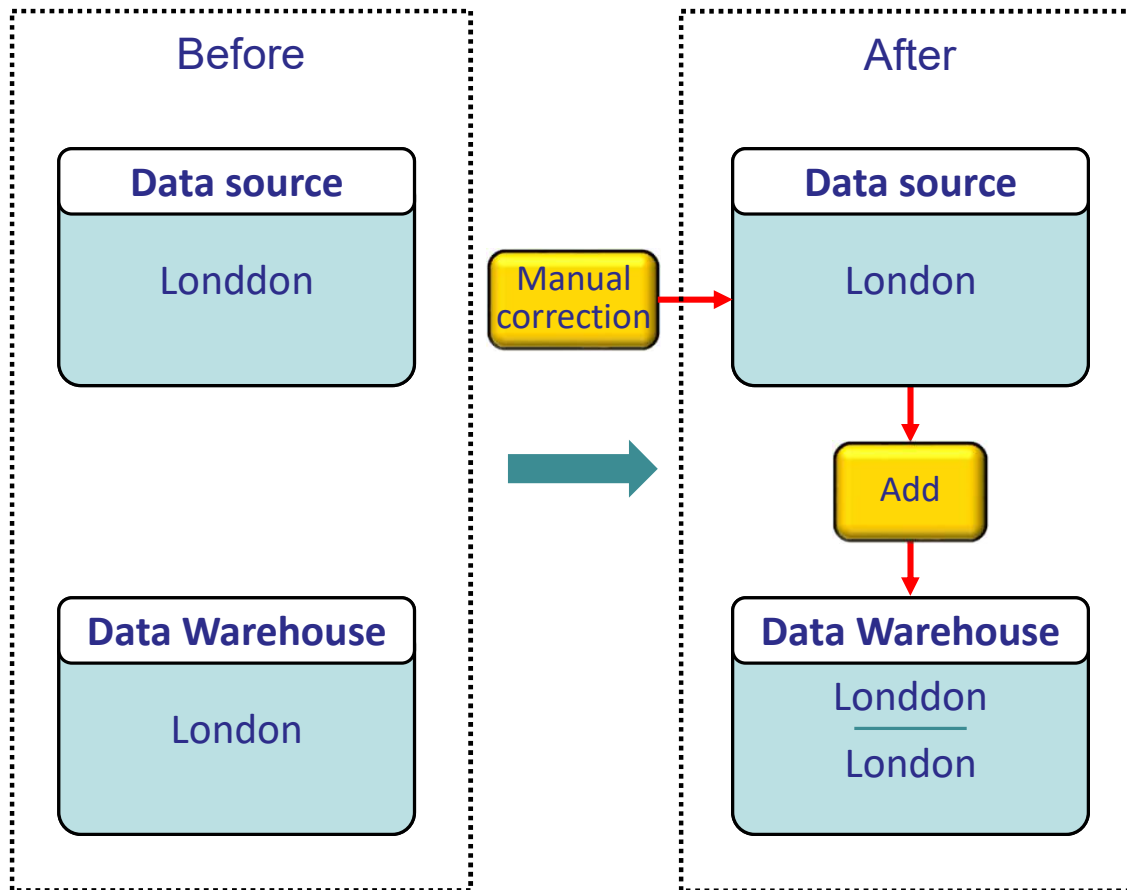 Before
Data source
Londdon
Data Warehouse
London
Manual
correction
After
Data source
London
Add
Data Warehouse
Londdon
London